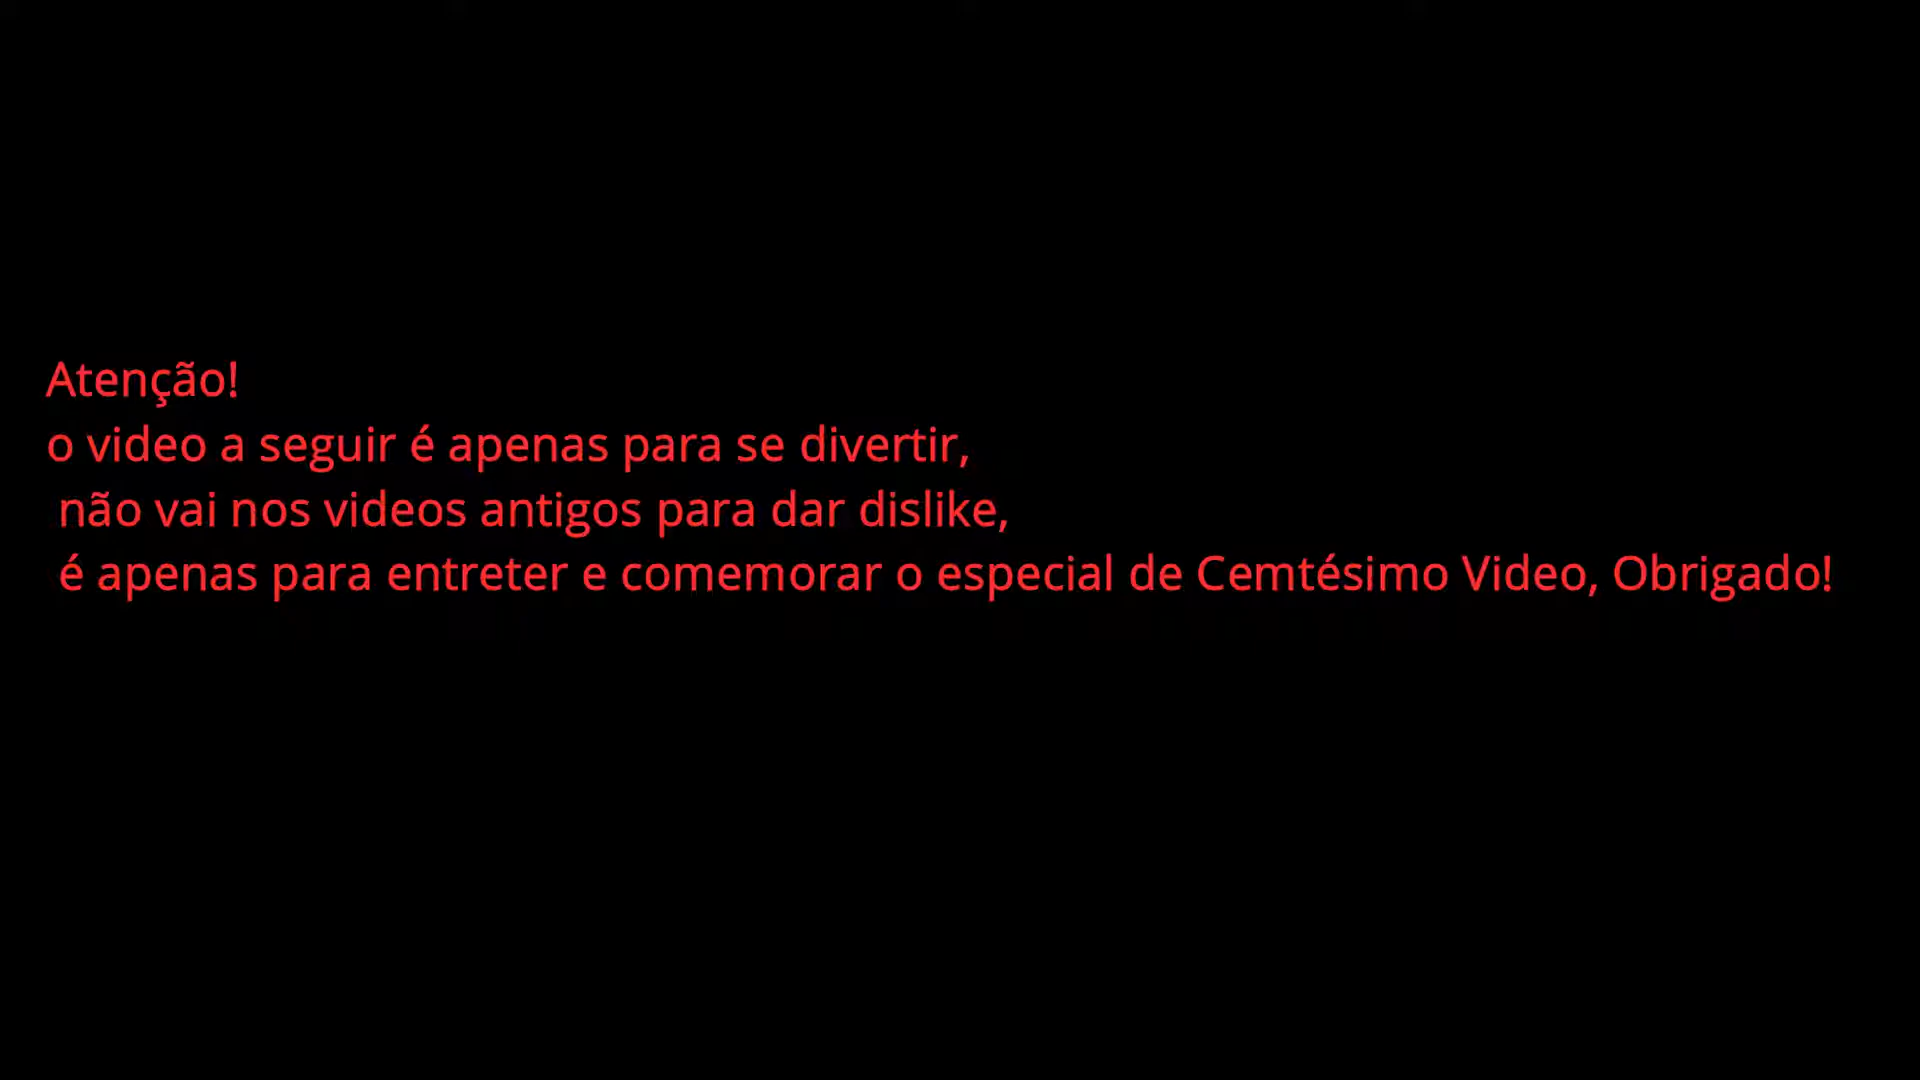 Atenção!
o video a seguir é apenas para se divertir,
não vai nos videos antigos para dar dislike,
é apenas para entreter e comemorar o especial de Cemtésimo Video, Obrigado!